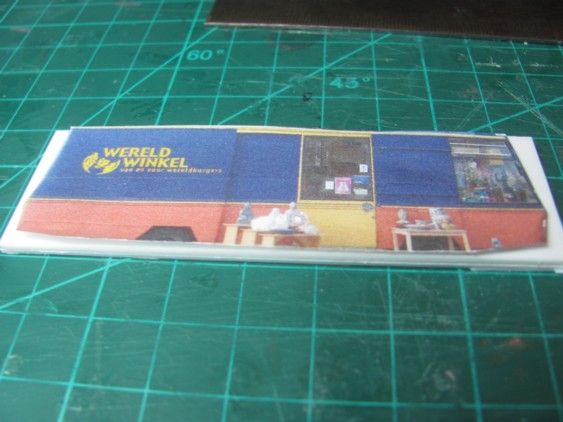 60°
45°
WERELD
WINKEL
van en voor wereldburgers